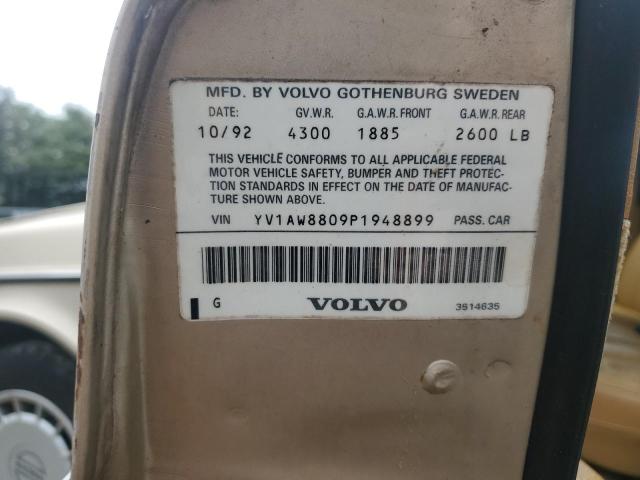 MFD. BY VOLVO GOTHENBURG SWEDEN
DATE: G.V.W.R. G.A.W.R. FRONT G.A.W.R. REAR
10/92 4300 1885 2600 LB
THIS VEHICLE CONFORMS TO ALL APPLICABLE FEDERAL
MOTOR VEHICLE SAFETY, BUMPER AND THEFT PROTEC-
TION STANDARDS IN EFFECT ON THE DATE OF MANUFAC-
TURE SHOWN ABOVE.
VIN YV1AW8809P1948899 PASS. CAR
G VOLVO 3514635